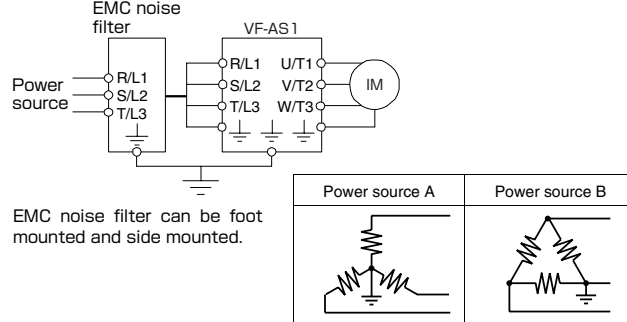 EMC noise
filter
VF-AS1
Power
source
R/L1
S/L2
T/L3
R/L1 U/T1
S/L2 V/T2
T/L3 W/T3
IM
EMC noise filter can be foot
mounted and side mounted.
Power source A
Power source B